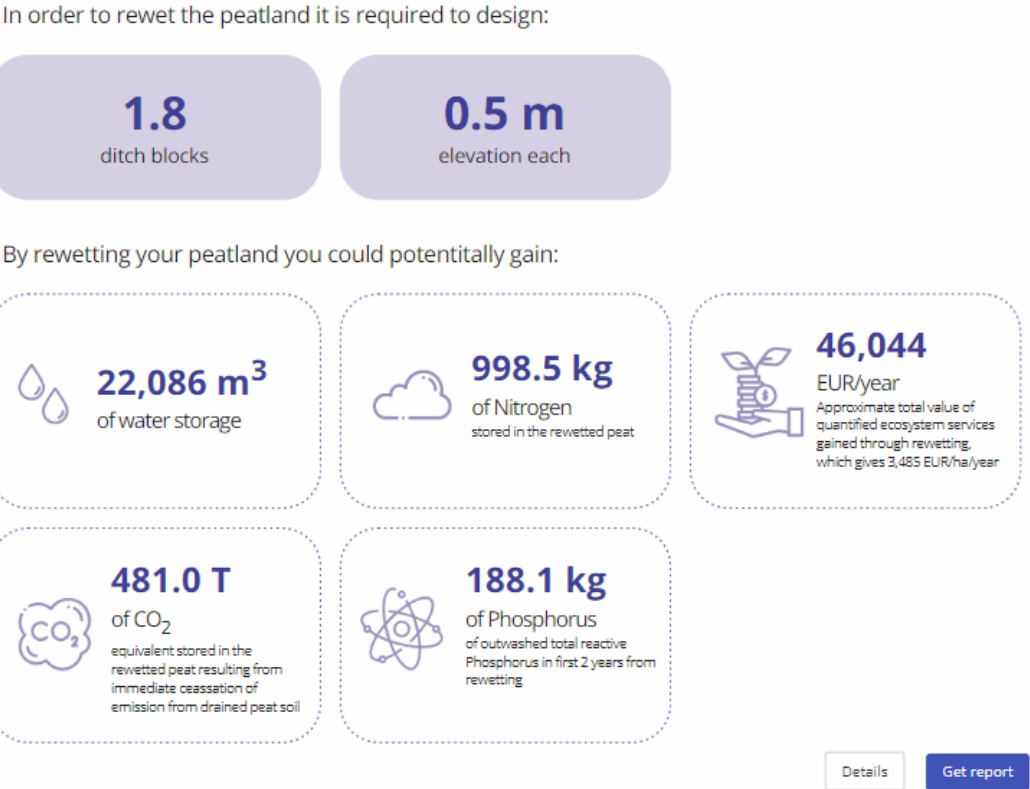 In order to rewet the peatland it is required to design:
1.8
ditch blocks
0.5 m
elevation each
By rewetting your peatland you could potentitally gain:
22,086 m³
of water storage
998.5 kg
of Nitrogen
stored in the rewetted peat
46,044
EUR/year
Approximate total value of
quantified ecosystem services
gained through rewetting,
which gives 3,485 EUR/ha/year
CO₂
481.0 T
of CO₂
equivalent stored in the
rewetted peat resulting from
immediate ceassation of
emission from drained peat soil
188.1 kg
of Phosphorus
of outwashed total reactive
Phosphorus in first 2 years from
rewetting
Details
Get report